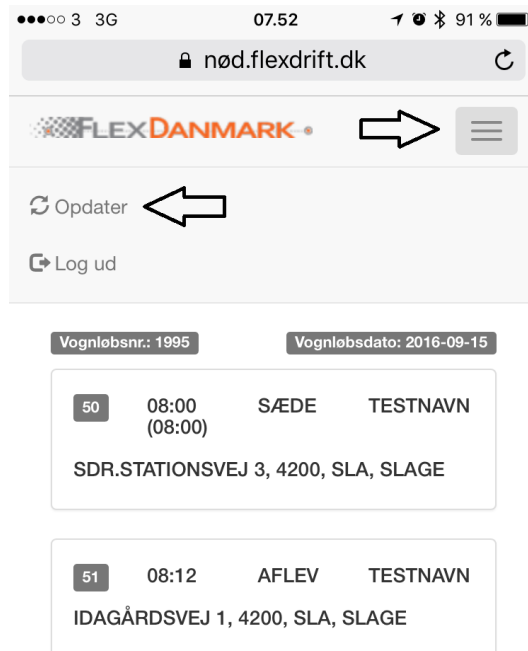 3 3G 07.52 91 %
nød.flexdrift.dk
FLEXDANMARK
Opdater
Log ud
Vognløbsnr.: 1995 Vognløbsdato: 2016-09-15
50 08:00 SÆDE TESTNAVN
(08:00)
SDR.STATIONSVEJ 3, 4200, SLA, SLAGE
51 08:12 AFLEV TESTNAVN
IDAGÅRDSVEJ 1, 4200, SLA, SLAGE